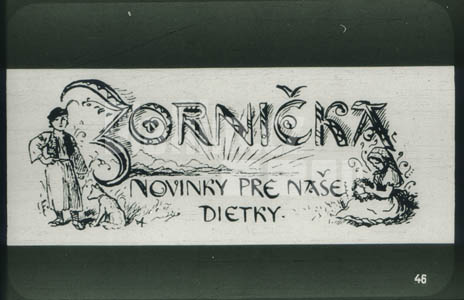 ZORNIČKA
NOVINKY PRE NAŠE
DIETKY.
46